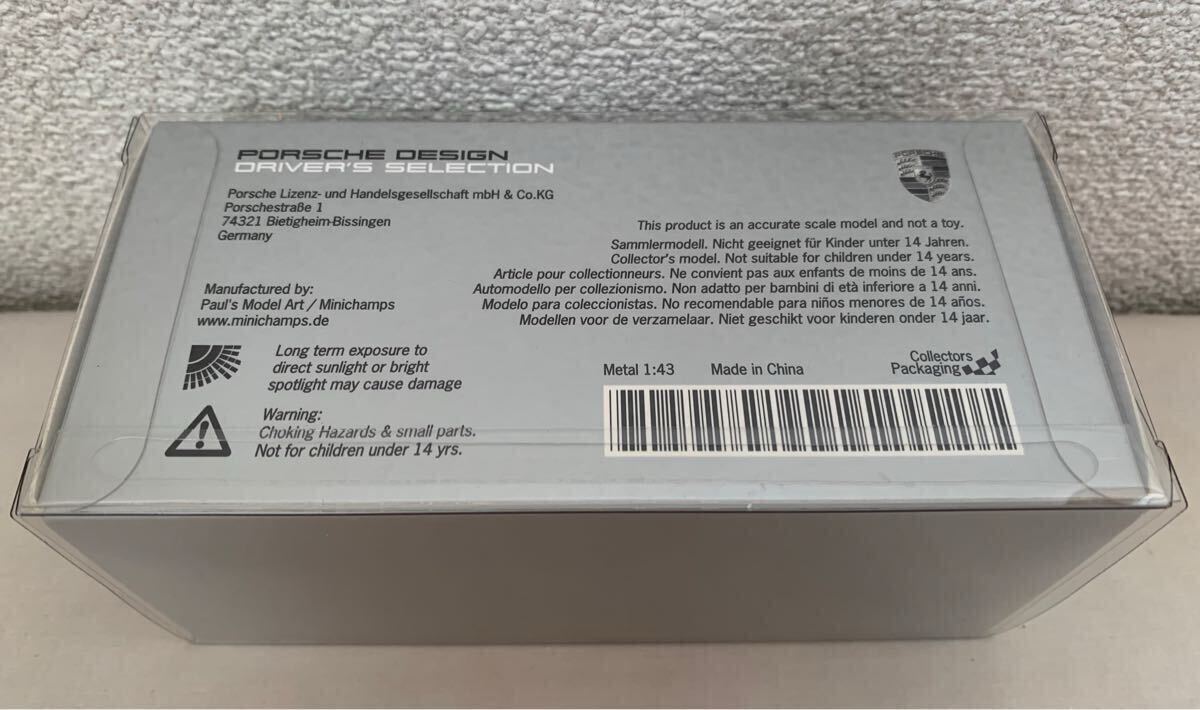 PORSCHE DESIGN
DRIVER'S SELECTION
Porsche Lizenz- und Handelsgesellschaft mbH & Co.KG
Porschestraße 1
74321 Bietigheim-Bissingen
Germany
Manufactured by:
Paul's Model Art / Minichamps
www.minichamps.de
Long term exposure to
direct sunlight or bright
spotlight may cause damage
Warning:
Choking Hazards & small parts.
Not for children under 14 yrs.
PORSCHE
This product is an accurate scale model and not a toy.
Sammlermodell. Nicht geeignet für Kinder unter 14 Jahren.
Collector's model. Not suitable for children under 14 years.
Article pour collectionneurs. Ne convient pas aux enfants de moins de 14 ans.
Automodello per collezionismo. Non adatto per bambini di età inferiore a 14 anni.
Modelo para coleccionistas. No recomendable para niños menores de 14 años.
Modellen voor de verzamelaar. Niet geschikt voor kinderen onder 14 jaar.
Metal 1:43 Made in China
Collectors
Packaging